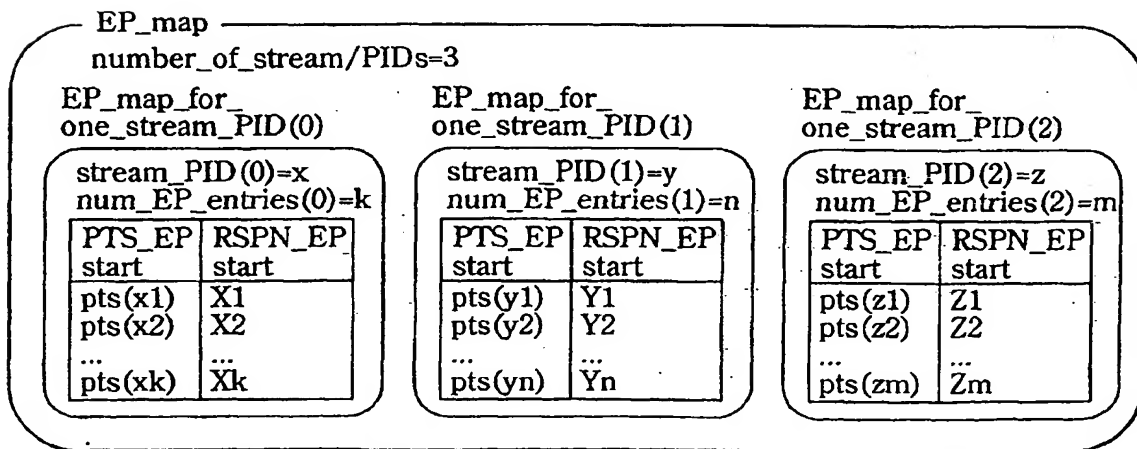 EP_map
number_of_stream/PIDs=3
EP_map_for_
one_stream_PID(0)
stream_PID(0)=x
num_EP_entries(0)=k
PTS_EP RSPN_EP
start start
pts(x1) X1
pts(x2) X2
... ...
pts(xk) Xk
EP_map_for_
one_stream_PID(1)
stream_PID(1)=y
num_EP_entries(1)=n
PTS_EP RSPN_EP
start start
pts(y1) Y1
pts(y2) Y2
... ...
pts(yn) Yn
EP_map_for_
one_stream_PID(2)
stream_PID(2)=z
num_EP_entries(2)=m
PTS_EP RSPN_EP
start start
pts(z1) Z1
pts(z2) Z2
... ...
pts(zm) Zm